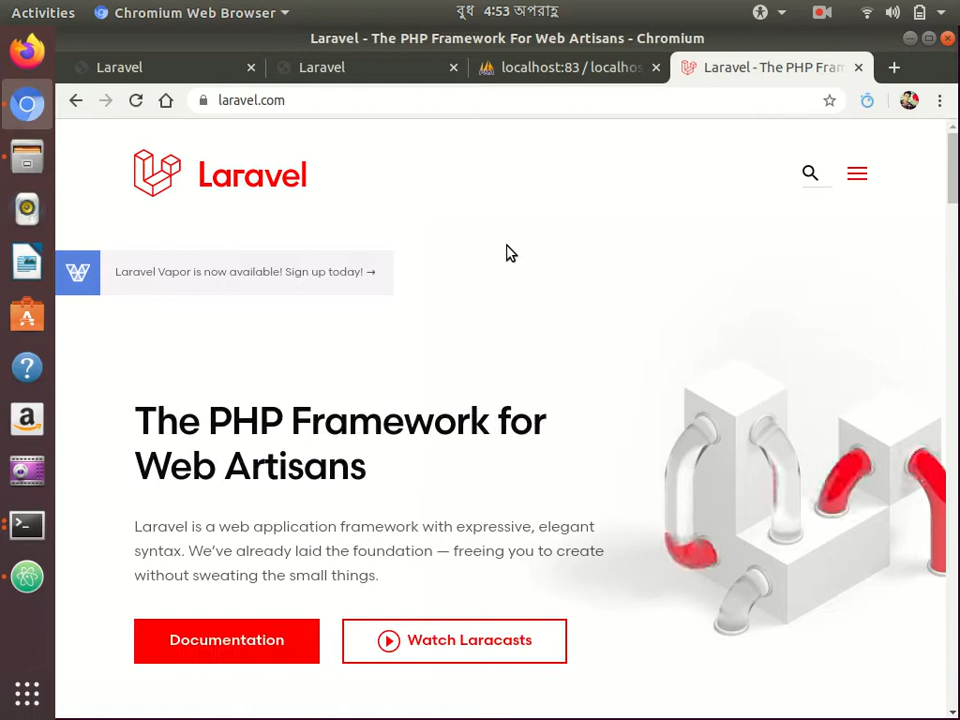 Activities
Chromium Web Browser
বুধ 4:53 অপরাহ্ণ
Laravel - The PHP Framework For Web Artisans - Chromium
Laravel
Laravel
localhost:83 / localhos
Laravel - The PHP Fram
laravel.com
Laravel
Laravel Vapor is now available! Sign up today! →
The PHP Framework for
Web Artisans
Laravel is a web application framework with expressive, elegant
syntax. We’ve already laid the foundation — freeing you to create
without sweating the small things.
Documentation
Watch Laracasts